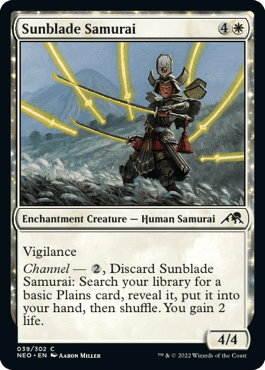 Sunblade Samurai 4
Enchantment Creature — Human Samurai
Vigilance
Channel — 2, Discard Sunblade
Samurai: Search your library for a
basic Plains card, reveal it, put it into
your hand, then shuffle. You gain 2
life.
4/4
039/302 C
NEO • EN AARON MILLER
™ & © 2022 Wizards of the Coast